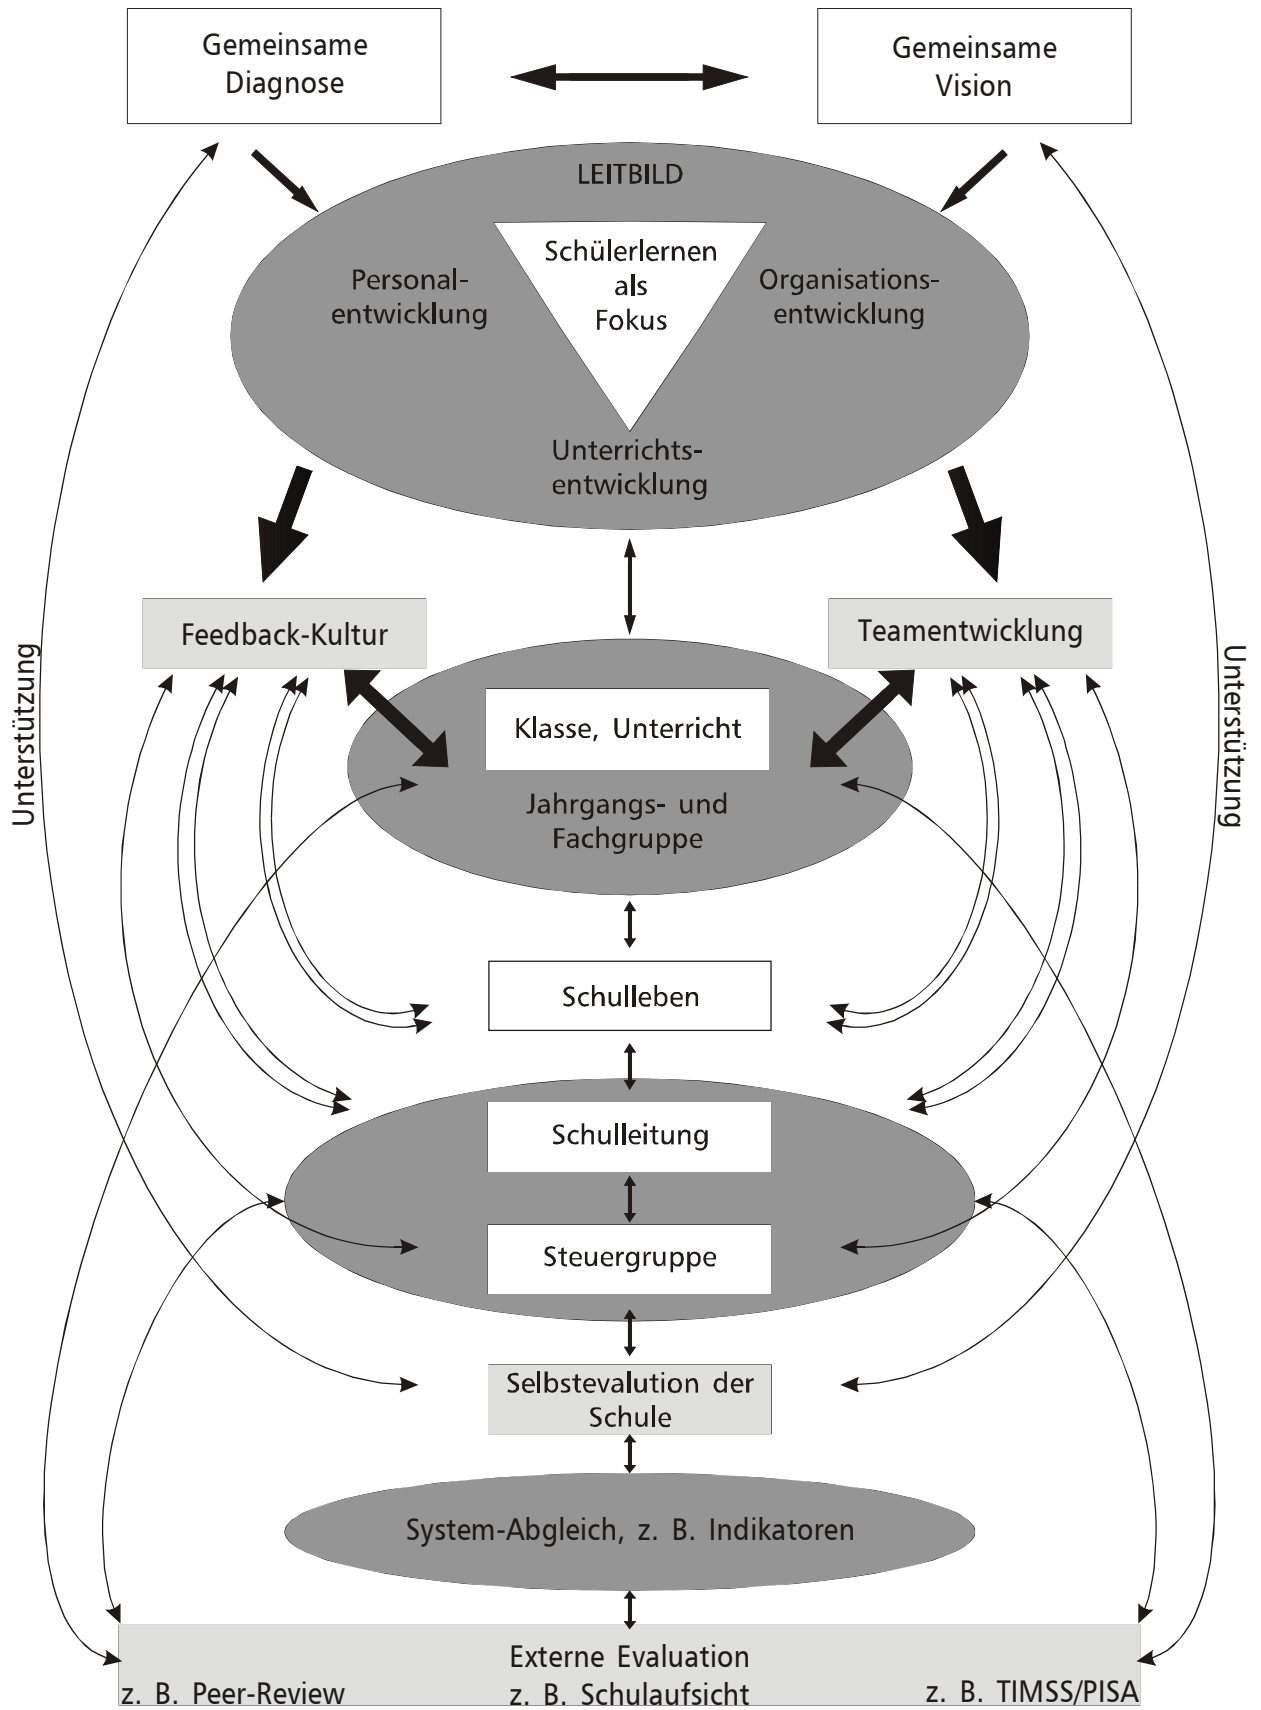 Gemeinsame
Diagnose
Gemeinsame
Vision
LEITBILD
Schülerlernen
als
Fokus
Personal-
entwicklung
Organisations-
entwicklung
Unterrichts-
entwicklung
Feedback-Kultur
Teamentwicklung
Unterstützung
Unterstützung
Klasse, Unterricht
Jahrgangs- und
Fachgruppe
Schulleben
Schulleitung
Steuergruppe
Selbstevalution der
Schule
System-Abgleich, z. B. Indikatoren
Externe Evaluation
z. B. Peer-Review
z. B. Schulaufsicht
z. B. TIMSS/PISA